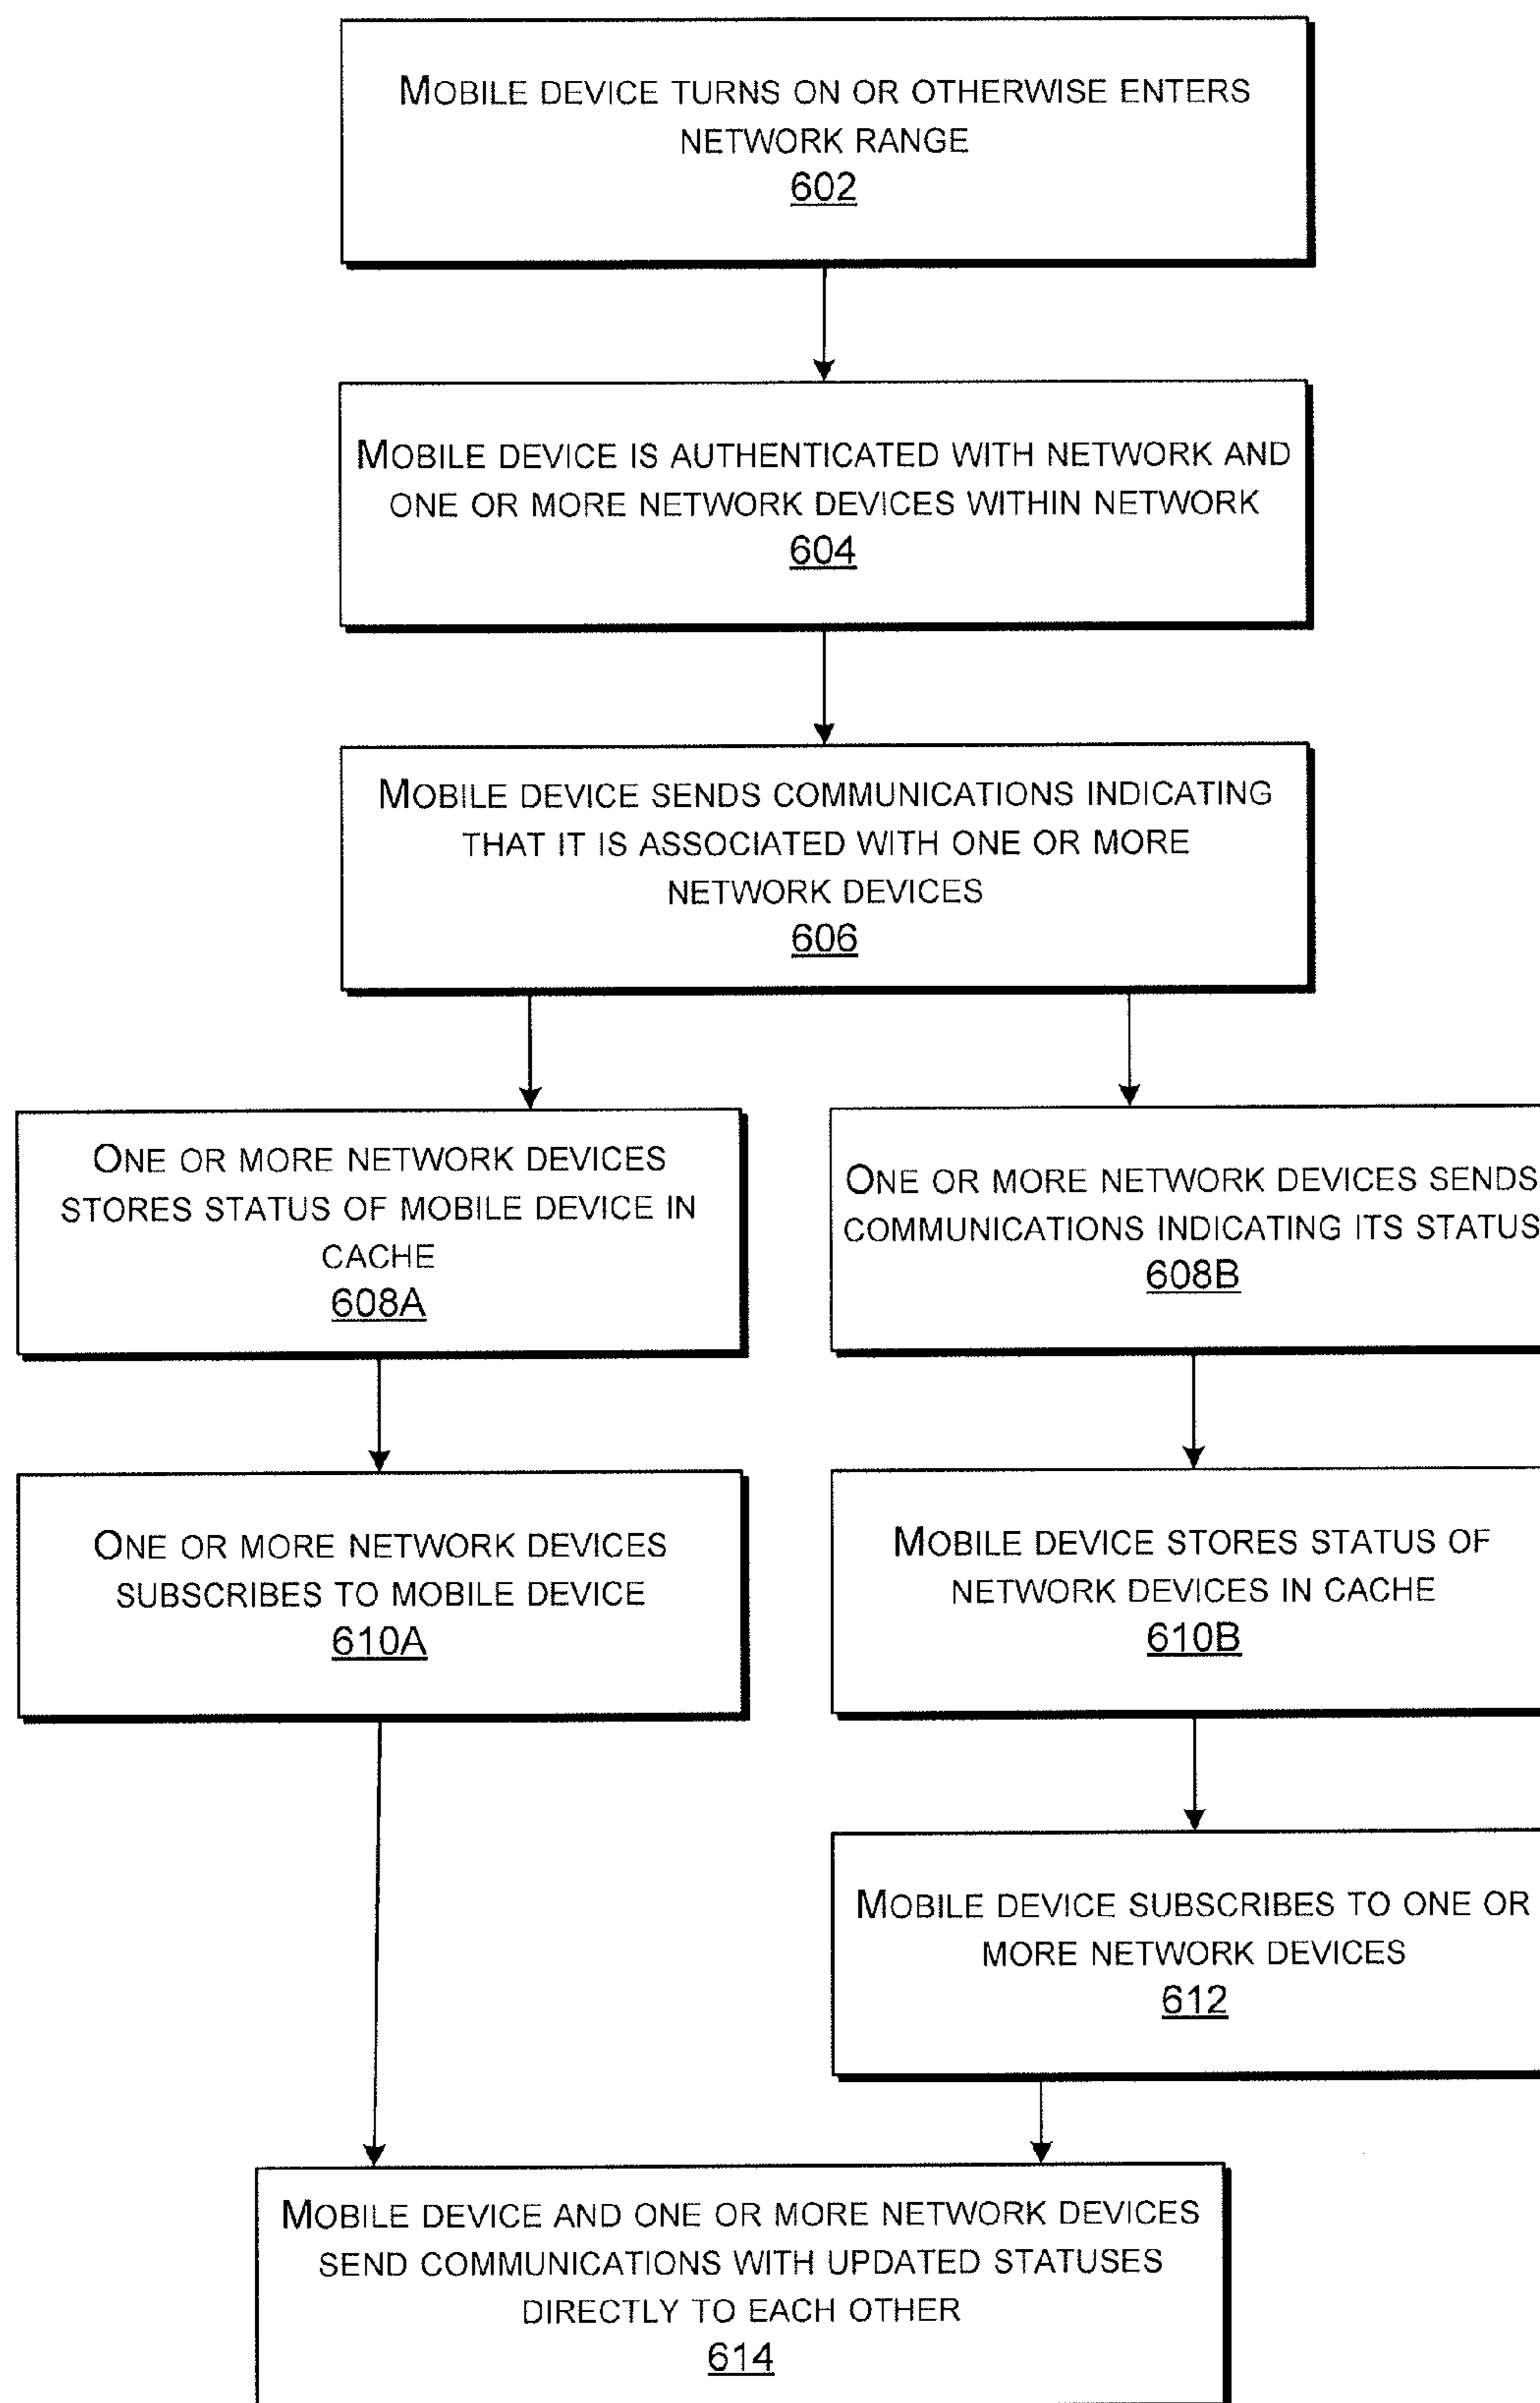 MOBILE DEVICE TURNS ON OR OTHERWISE ENTERS
NETWORK RANGE
602
MOBILE DEVICE IS AUTHENTICATED WITH NETWORK AND
ONE OR MORE NETWORK DEVICES WITHIN NETWORK
604
MOBILE DEVICE SENDS COMMUNICATIONS INDICATING
THAT IT IS ASSOCIATED WITH ONE OR MORE
NETWORK DEVICES
606
ONE OR MORE NETWORK DEVICES
STORES STATUS OF MOBILE DEVICE IN
CACHE
608A
ONE OR MORE NETWORK DEVICES SENDS
COMMUNICATIONS INDICATING ITS STATUS
608B
ONE OR MORE NETWORK DEVICES
SUBSCRIBES TO MOBILE DEVICE
610A
MOBILE DEVICE STORES STATUS OF
NETWORK DEVICES IN CACHE
610B
MOBILE DEVICE SUBSCRIBES TO ONE OR
MORE NETWORK DEVICES
612
MOBILE DEVICE AND ONE OR MORE NETWORK DEVICES
SEND COMMUNICATIONS WITH UPDATED STATUSES
DIRECTLY TO EACH OTHER
614